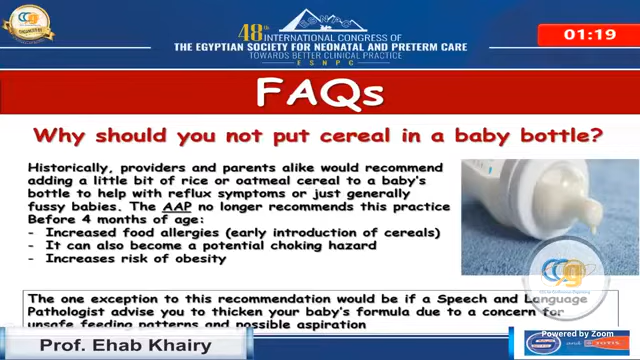 48th INTERNATIONAL CONGRESS OF
THE EGYPTIAN SOCIETY FOR NEONATAL AND PRETERM CARE
TOWARDS BETTER CLINICAL PRACTICE
ESNPC
01:19
FAQs
Why should you not put cereal in a baby bottle?
Historically, providers and parents alike would recommend
adding a little bit of rice or oatmeal cereal to a baby's
bottle to help with reflux symptoms or just generally
fussy babies. The AAP no longer recommends this practice
Before 4 months of age:
- Increased food allergies (early introduction of cereals)
- It can also become a potential choking hazard
- Increases risk of obesity
The one exception to this recommendation would be if a Speech and Language
Pathologist advise you to thicken your baby's formula due to a concern for
unsafe feeding patterns and possible aspiration
Powered by Zoom
Prof. Ehab Khairy
and